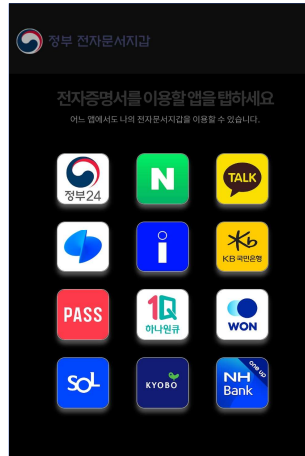 정부 전자문서지갑
전자증명서를 이용할 앱을 탭하세요
어느 앱에서도 나의 전자문서지갑을 이용할 수 있습니다.
정부24
N
TALK
i
KB 국민은행
PASS
1Q
하나원큐
WON
SOL
KYOBO
one up
NH
Bank